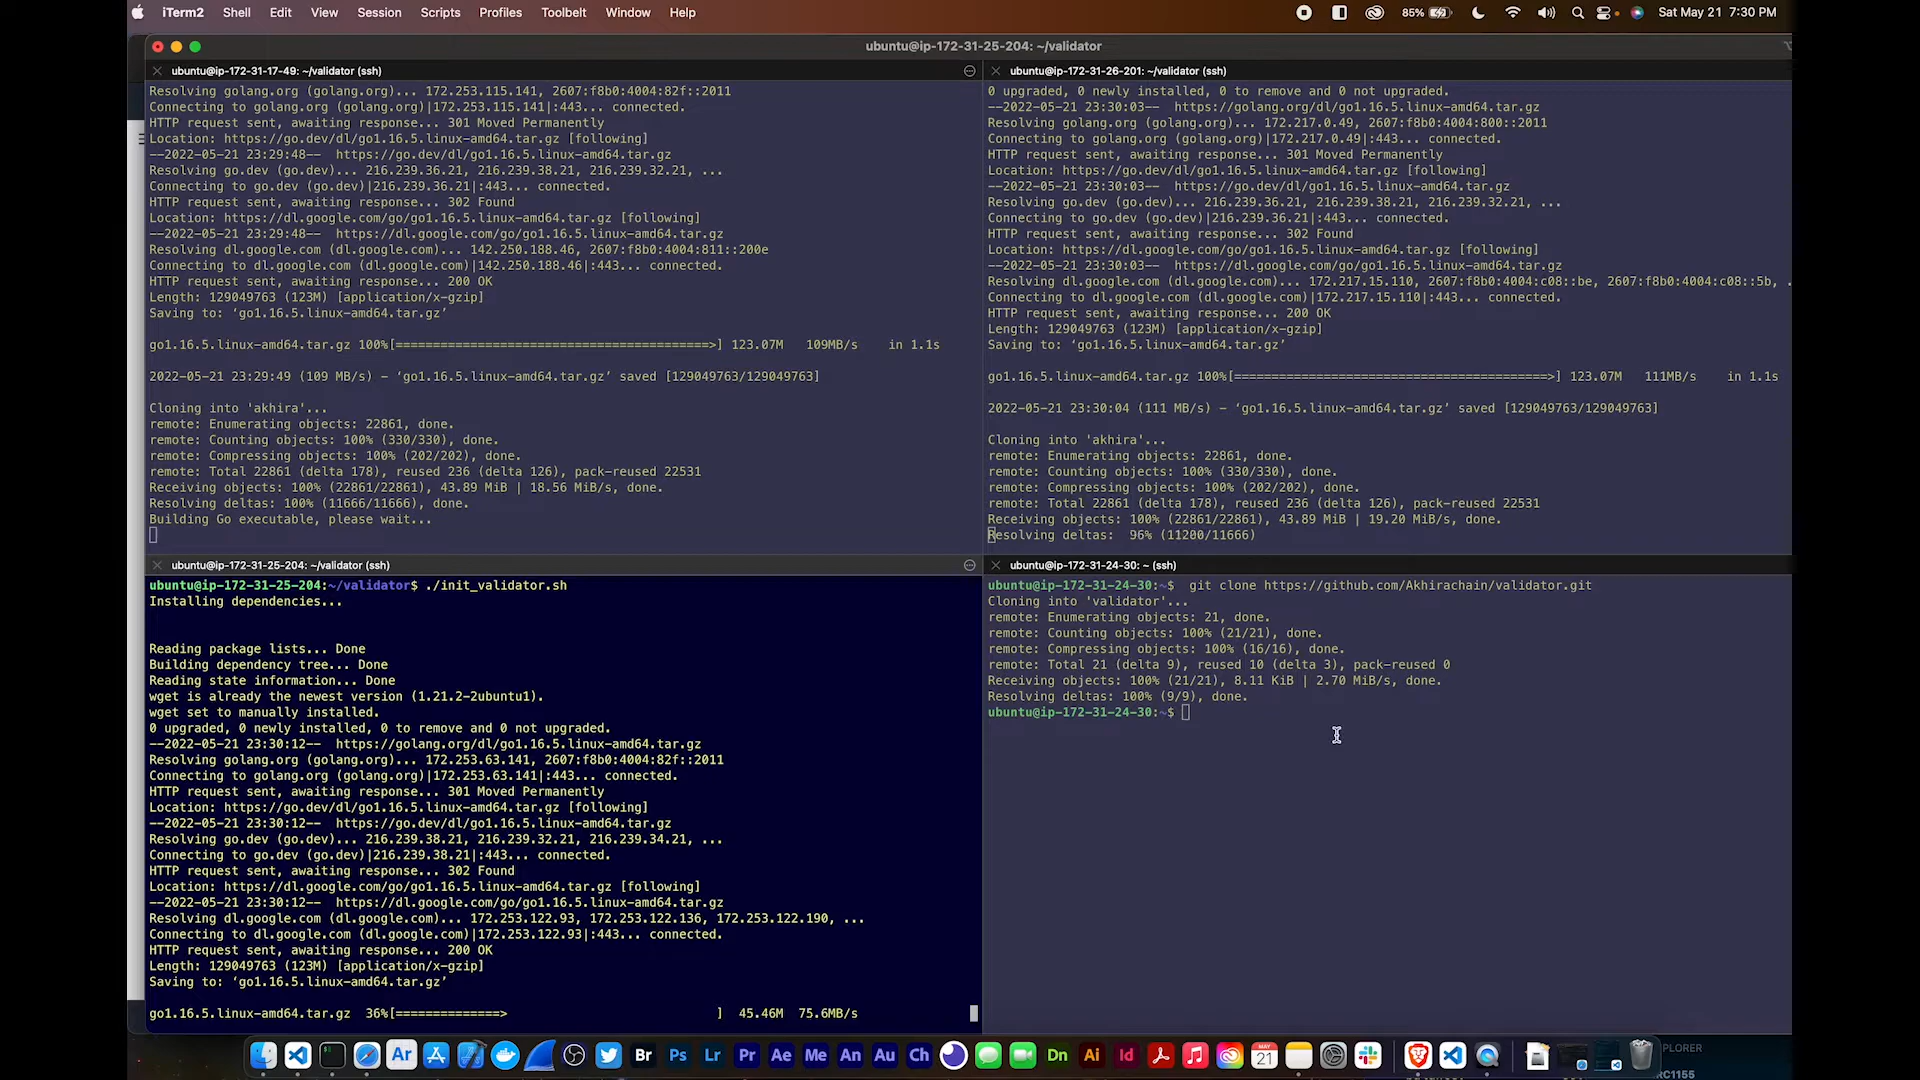 iTerm2 Shell Edit View Session Scripts Profiles Toolbelt Window Help 85% Sat May 21 7:30 PM
ubuntu@ip-172-31-25-204: ~/validator
ubuntu@ip-172-31-17-49: ~/validator (ssh)
Resolving golang.org (golang.org)... 172.253.115.141, 2607:f8b0:4004:82f::2011
Connecting to golang.org (golang.org)|172.253.115.141|:443... connected.
HTTP request sent, awaiting response... 301 Moved Permanently
Location: https://go.dev/dl/go1.16.5.linux-amd64.tar.gz [following]
--2022-05-21 23:29:48-- https://go.dev/dl/go1.16.5.linux-amd64.tar.gz
Resolving go.dev (go.dev)... 216.239.36.21, 216.239.38.21, 216.239.32.21, ...
Connecting to go.dev (go.dev)|216.239.36.21|:443... connected.
HTTP request sent, awaiting response... 302 Found
Location: https://dl.google.com/go/go1.16.5.linux-amd64.tar.gz [following]
--2022-05-21 23:29:48-- https://dl.google.com/go/go1.16.5.linux-amd64.tar.gz
Resolving dl.google.com (dl.google.com)... 142.250.188.46, 2607:f8b0:4004:811::200e
Connecting to dl.google.com (dl.google.com)|142.250.188.46|:443... connected.
HTTP request sent, awaiting response... 200 OK
Length: 129049763 (123M) [application/x-gzip]
Saving to: ‘go1.16.5.linux-amd64.tar.gz’
go1.16.5.linux-amd64.tar.gz 100%[==========================================>] 123.07M 109MB/s in 1.1s
2022-05-21 23:29:49 (109 MB/s) – ‘go1.16.5.linux-amd64.tar.gz’ saved [129049763/129049763]
Cloning into 'akhira'...
remote: Enumerating objects: 22861, done.
remote: Counting objects: 100% (330/330), done.
remote: Compressing objects: 100% (202/202), done.
remote: Total 22861 (delta 178), reused 236 (delta 126), pack-reused 22531
Receiving objects: 100% (22861/22861), 43.89 MiB | 18.56 MiB/s, done.
Resolving deltas: 100% (11666/11666), done.
Building Go executable, please wait...
ubuntu@ip-172-31-26-201: ~/validator (ssh)
0 upgraded, 0 newly installed, 0 to remove and 0 not upgraded.
--2022-05-21 23:30:03-- https://golang.org/dl/go1.16.5.linux-amd64.tar.gz
Resolving golang.org (golang.org)... 172.217.0.49, 2607:f8b0:4004:800::2011
Connecting to golang.org (golang.org)|172.217.0.49|:443... connected.
HTTP request sent, awaiting response... 301 Moved Permanently
Location: https://go.dev/dl/go1.16.5.linux-amd64.tar.gz [following]
--2022-05-21 23:30:03-- https://go.dev/dl/go1.16.5.linux-amd64.tar.gz
Resolving go.dev (go.dev)... 216.239.36.21, 216.239.38.21, 216.239.32.21, ...
Connecting to go.dev (go.dev)|216.239.36.21|:443... connected.
HTTP request sent, awaiting response... 302 Found
Location: https://dl.google.com/go/go1.16.5.linux-amd64.tar.gz [following]
--2022-05-21 23:30:03-- https://dl.google.com/go/go1.16.5.linux-amd64.tar.gz
Resolving dl.google.com (dl.google.com)... 172.217.15.110, 2607:f8b0:4004:c08::be, 2607:f8b0:4004:c08::5b, .
Connecting to dl.google.com (dl.google.com)|172.217.15.110|:443... connected.
HTTP request sent, awaiting response... 200 OK
Length: 129049763 (123M) [application/x-gzip]
Saving to: ‘go1.16.5.linux-amd64.tar.gz’
go1.16.5.linux-amd64.tar.gz 100%[==========================================>] 123.07M 111MB/s in 1.1s
2022-05-21 23:30:04 (111 MB/s) – ‘go1.16.5.linux-amd64.tar.gz’ saved [129049763/129049763]
Cloning into 'akhira'...
remote: Enumerating objects: 22861, done.
remote: Counting objects: 100% (330/330), done.
remote: Compressing objects: 100% (202/202), done.
remote: Total 22861 (delta 178), reused 236 (delta 126), pack-reused 22531
Receiving objects: 100% (22861/22861), 43.89 MiB | 19.20 MiB/s, done.
Resolving deltas: 96% (11200/11666)
ubuntu@ip-172-31-25-204: ~/validator (ssh)
ubuntu@ip-172-31-25-204:~/validator$ ./init_validator.sh
Installing dependencies...
Reading package lists... Done
Building dependency tree... Done
Reading state information... Done
wget is already the newest version (1.21.2-2ubuntu1).
wget set to manually installed.
0 upgraded, 0 newly installed, 0 to remove and 0 not upgraded.
--2022-05-21 23:30:12-- https://golang.org/dl/go1.16.5.linux-amd64.tar.gz
Resolving golang.org (golang.org)... 172.253.63.141, 2607:f8b0:4004:82f::2011
Connecting to golang.org (golang.org)|172.253.63.141|:443... connected.
HTTP request sent, awaiting response... 301 Moved Permanently
Location: https://go.dev/dl/go1.16.5.linux-amd64.tar.gz [following]
--2022-05-21 23:30:12-- https://go.dev/dl/go1.16.5.linux-amd64.tar.gz
Resolving go.dev (go.dev)... 216.239.38.21, 216.239.32.21, 216.239.34.21, ...
Connecting to go.dev (go.dev)|216.239.38.21|:443... connected.
HTTP request sent, awaiting response... 302 Found
Location: https://dl.google.com/go/go1.16.5.linux-amd64.tar.gz [following]
--2022-05-21 23:30:12-- https://dl.google.com/go/go1.16.5.linux-amd64.tar.gz
Resolving dl.google.com (dl.google.com)... 172.253.122.93, 172.253.122.136, 172.253.122.190, ...
Connecting to dl.google.com (dl.google.com)|172.253.122.93|:443... connected.
HTTP request sent, awaiting response... 200 OK
Length: 129049763 (123M) [application/x-gzip]
Saving to: ‘go1.16.5.linux-amd64.tar.gz’
go1.16.5.linux-amd64.tar.gz 36%[==============> ] 45.46M 75.6MB/s
ubuntu@ip-172-31-24-30: ~ (ssh)
ubuntu@ip-172-31-24-30:~$ git clone https://github.com/Akhirachain/validator.git
Cloning into 'validator'...
remote: Enumerating objects: 21, done.
remote: Counting objects: 100% (21/21), done.
remote: Compressing objects: 100% (16/16), done.
remote: Total 21 (delta 9), reused 10 (delta 3), pack-reused 0
Receiving objects: 100% (21/21), 8.11 KiB | 2.70 MiB/s, done.
Resolving deltas: 100% (9/9), done.
ubuntu@ip-172-31-24-30:~$
Ar Br Ps Lr Pr Ae Me An Au Ch Dn Ai Id MAY 21
PLORER
RC1155